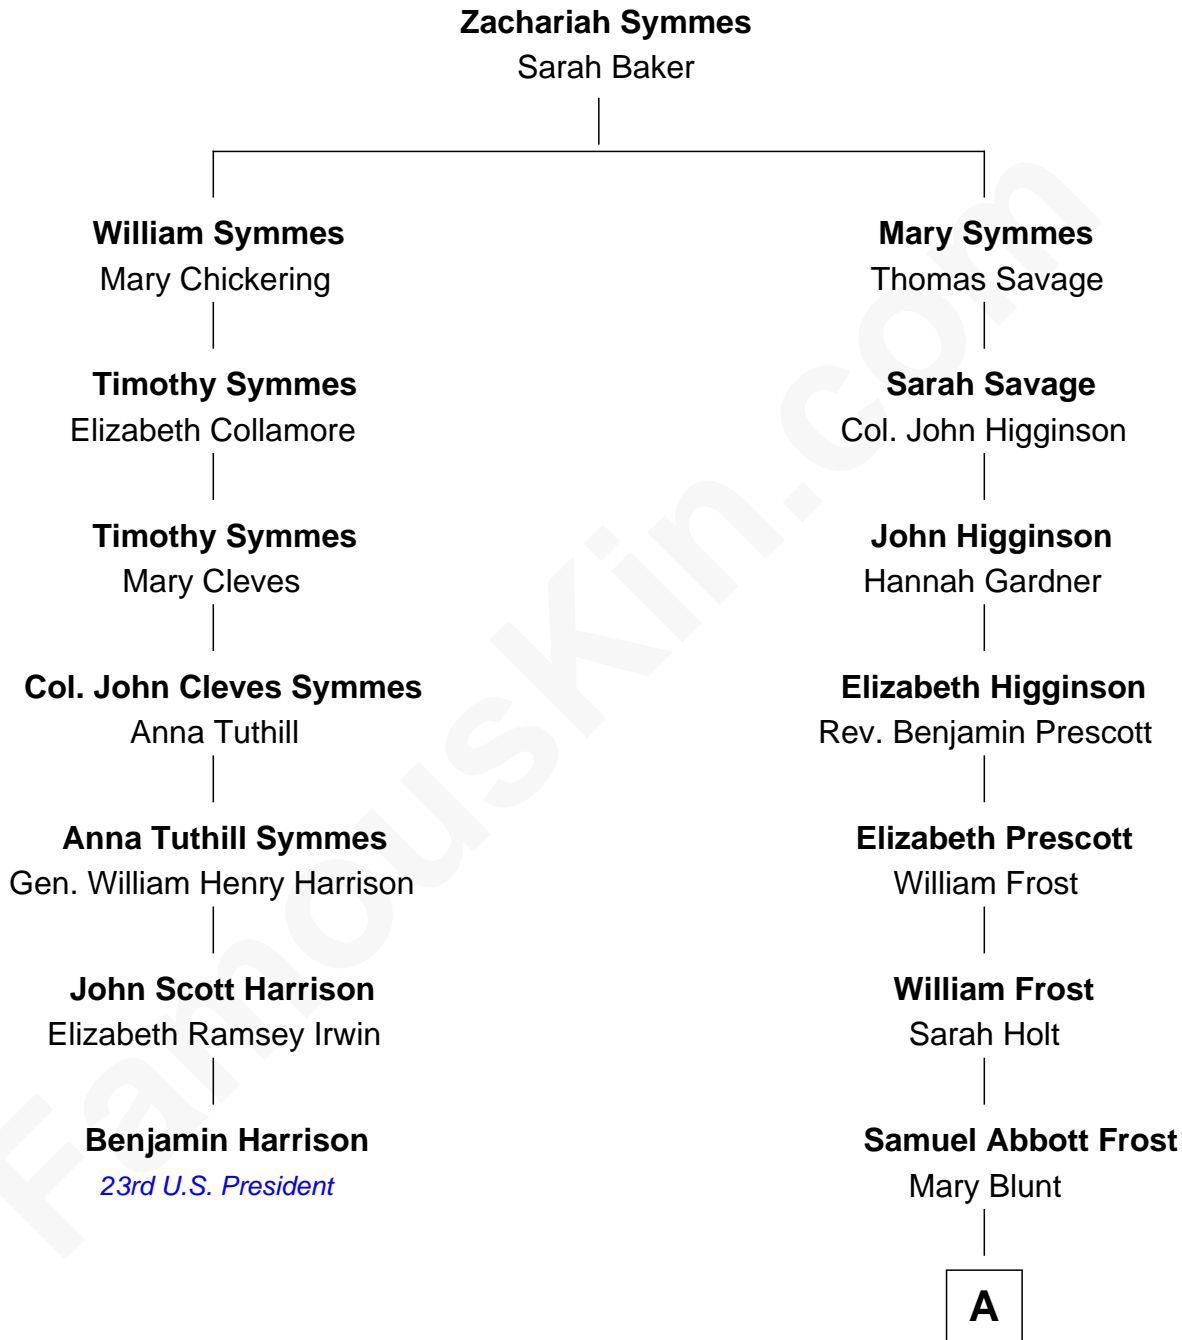 Zachariah Symmes
Sarah Baker
William Symmes
Mary Chickering
Timothy Symmes
Elizabeth Collamore
Timothy Symmes
Mary Cleves
Col. John Cleves Symmes
Anna Tuthill
Anna Tuthill Symmes
Gen. William Henry Harrison
John Scott Harrison
Elizabeth Ramsey Irwin
Benjamin Harrison
23rd U.S. President
Mary Symmes
Thomas Savage
Sarah Savage
Col. John Higginson
John Higginson
Hannah Gardner
Elizabeth Higginson
Rev. Benjamin Prescott
Elizabeth Prescott
William Frost
William Frost
Sarah Holt
Samuel Abbott Frost
Mary Blunt
A
FamousKin.com